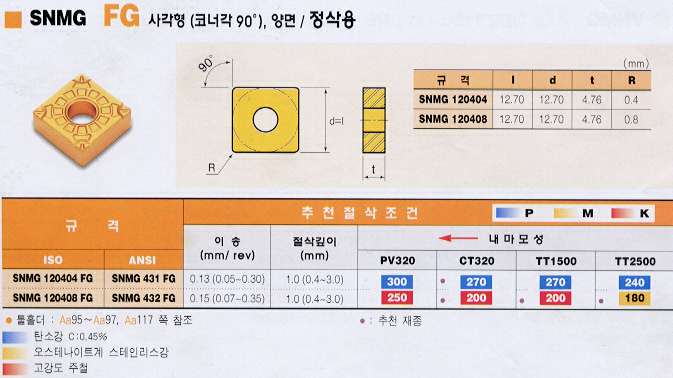 SNMG FG 사각형 (코너각 90°), 양면 / 정삭용
(mm)
규 격 l d t R
SNMG 120404 12.70 12.70 4.76 0.4
SNMG 120408 12.70 12.70 4.76 0.8
90°
d=l
R
t
규 격
추 천 절 삭 조 건
P M K
이 송 (mm/ rev)
절삭깊이 (mm)
내 마 모 성
ISO ANSI PV320 CT320 TT1500 TT2500
SNMG 120404 FG SNMG 431 FG 0.13 (0.05~0.30) 1.0 (0.4~3.0) 300 • 270 • 270 240
SNMG 120408 FG SNMG 432 FG 0.15 (0.07~0.35) 1.0 (0.4~3.0) 250 • 200 • 200 • 180
• 툴홀더 : Aa95~Aa97, Aa117 쪽 참조
• : 추천 재종
탄소강 C:0.45%
오스테나이트계 스테인리스강
고강도 주철